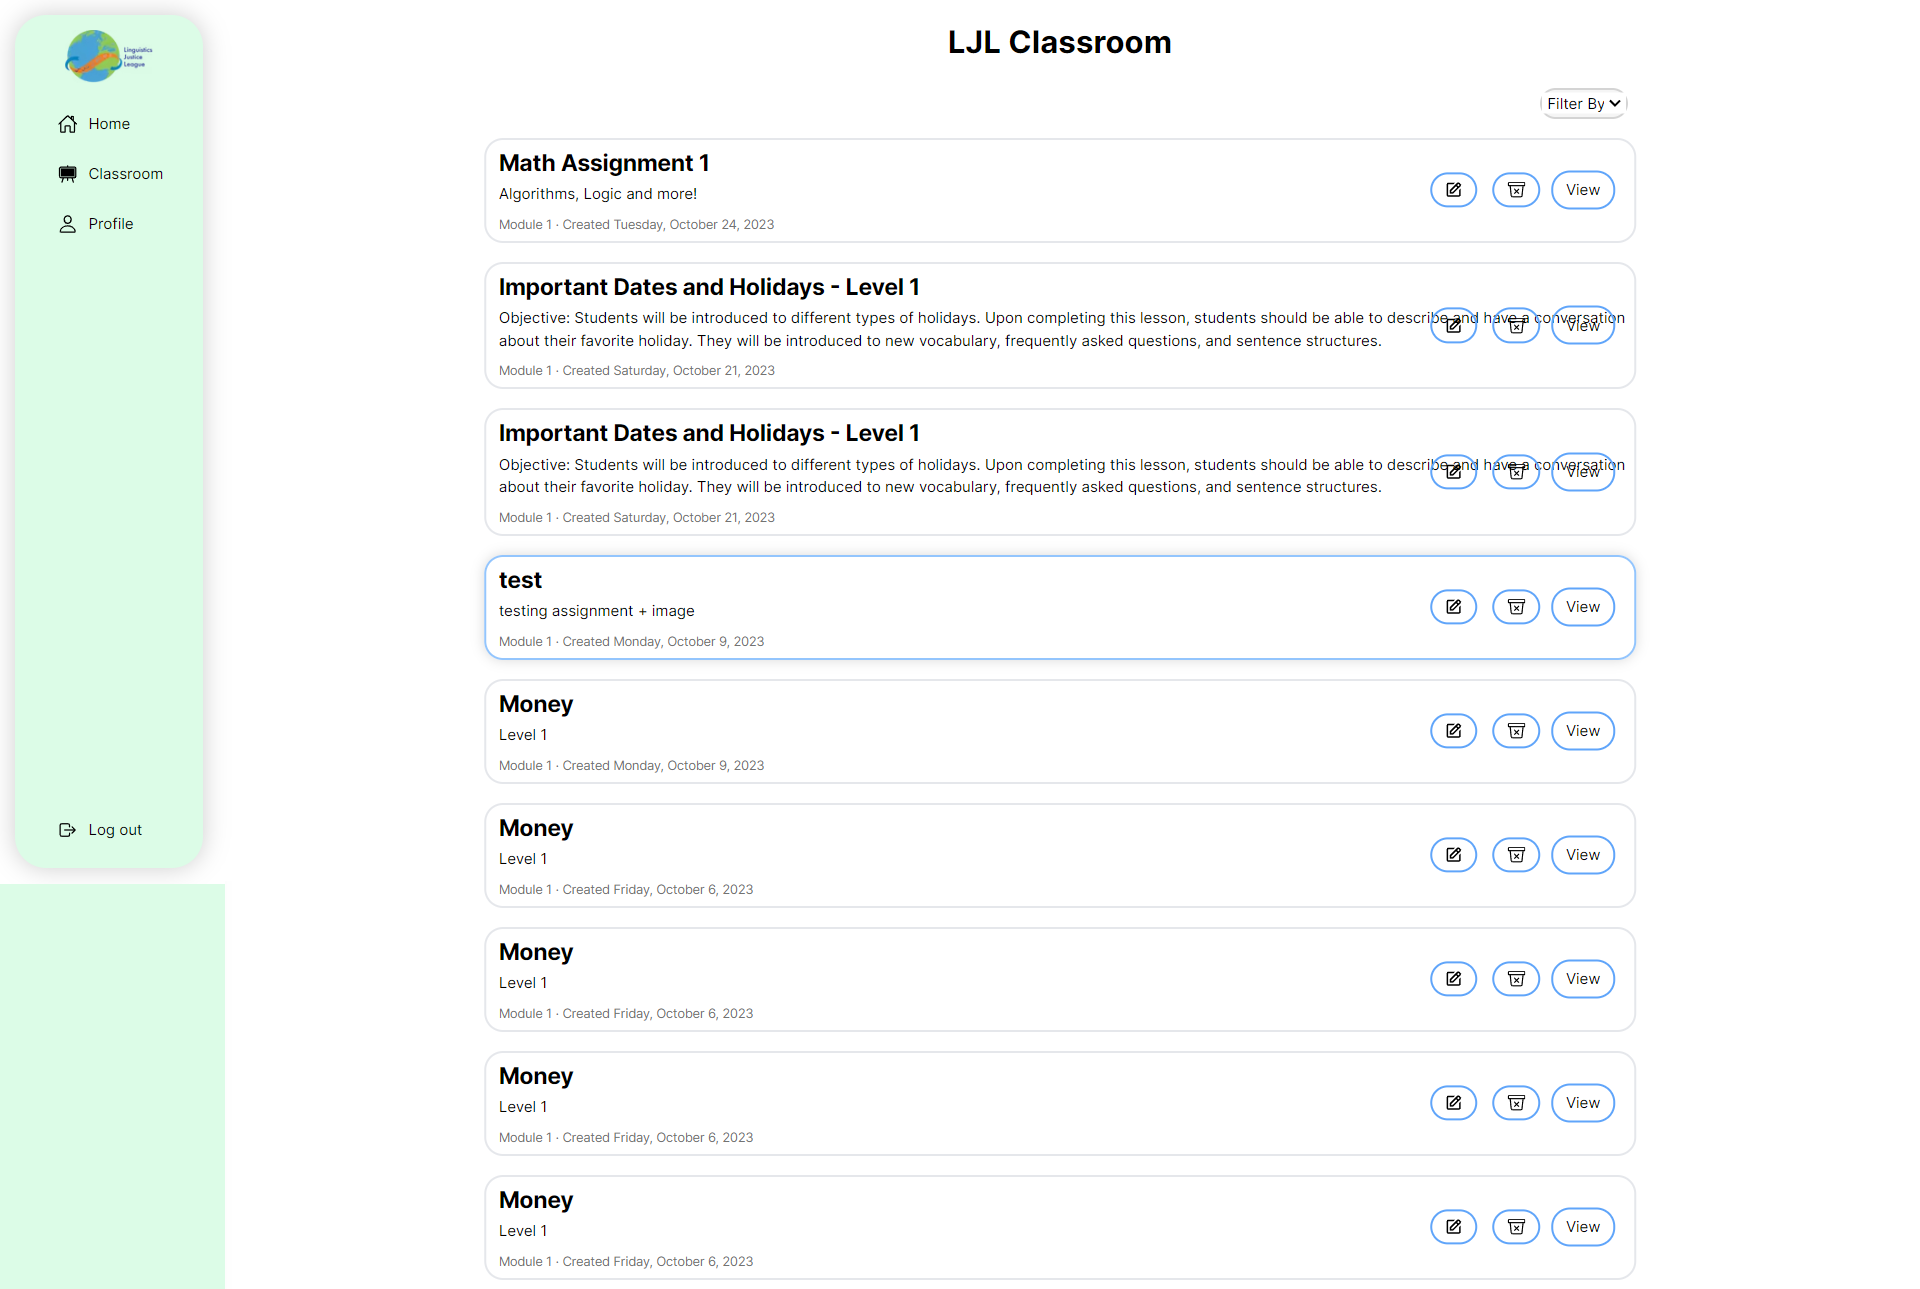 Linguistics
Justice
League
Home
Classroom
Profile
Log out
LJL Classroom
Filter By
Math Assignment 1
Algorithms, Logic and more!
Module 1 · Created Tuesday, October 24, 2023
View
Important Dates and Holidays - Level 1
Objective: Students will be introduced to different types of holidays. Upon completing this lesson, students should be able to describe and have a conversation
about their favorite holiday. They will be introduced to new vocabulary, frequently asked questions, and sentence structures.
Module 1 · Created Saturday, October 21, 2023
View
Important Dates and Holidays - Level 1
Objective: Students will be introduced to different types of holidays. Upon completing this lesson, students should be able to describe and have a conversation
about their favorite holiday. They will be introduced to new vocabulary, frequently asked questions, and sentence structures.
Module 1 · Created Saturday, October 21, 2023
View
test
testing assignment + image
Module 1 · Created Monday, October 9, 2023
View
Money
Level 1
Module 1 · Created Monday, October 9, 2023
View
Money
Level 1
Module 1 · Created Friday, October 6, 2023
View
Money
Level 1
Module 1 · Created Friday, October 6, 2023
View
Money
Level 1
Module 1 · Created Friday, October 6, 2023
View
Money
Level 1
Module 1 · Created Friday, October 6, 2023
View